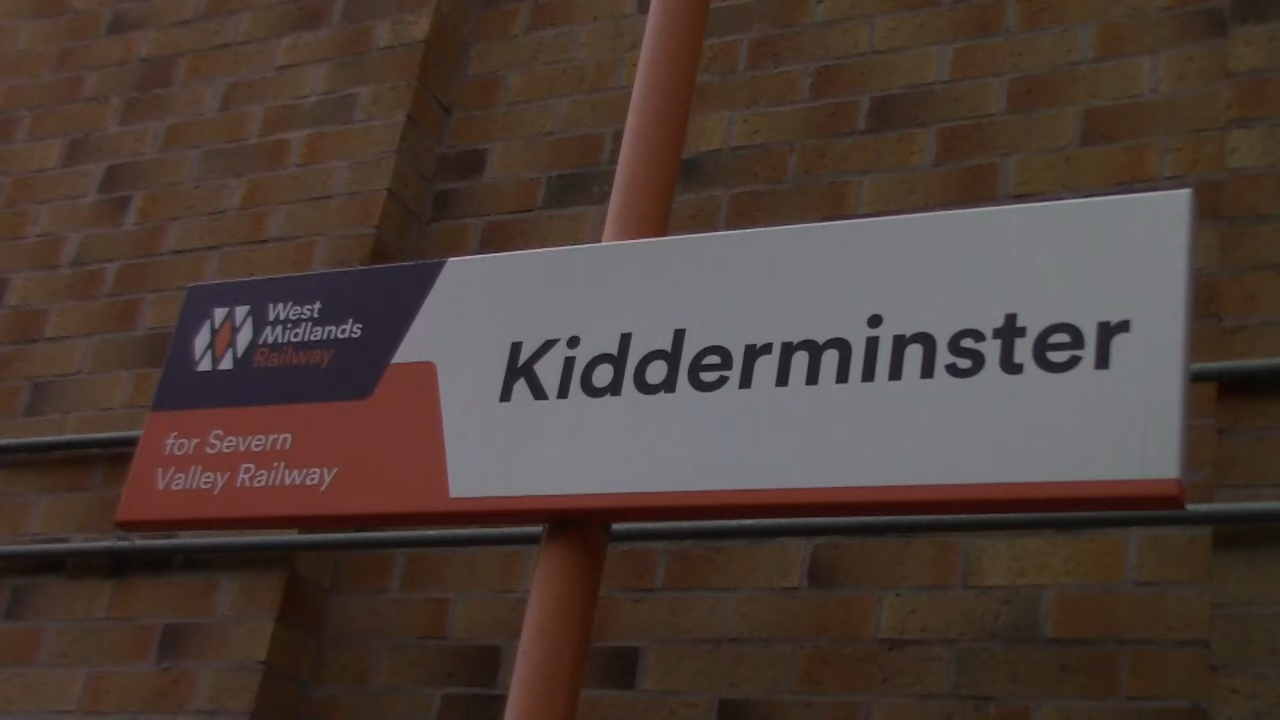 West
Midlands
Railway
for Severn
Valley Railway
Kidderminster